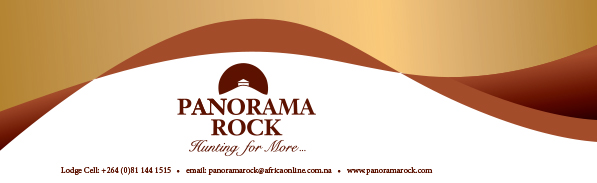 PANORAMA
ROCK
Hunting for More...
Lodge Cell: +264 (0)81 144 1515 • email: panoramarock@africaonline.com.na • www.panoramarock.com